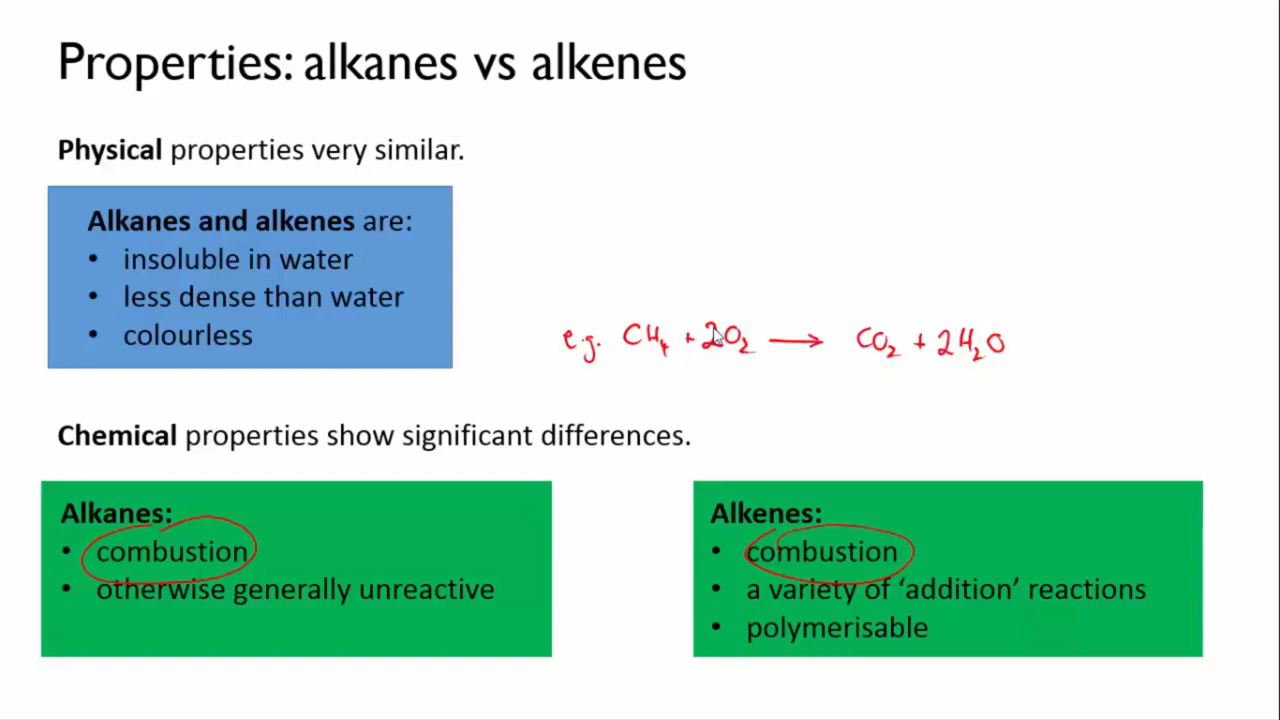 Properties: alkanes vs alkenes
Physical properties very similar.
Alkanes and alkenes are:
• insoluble in water
• less dense than water
• colourless
e.g. CH₄ + 2O₂ ⟶ CO₂ + 2H₂O
Chemical properties show significant differences.
Alkanes:
• combustion
• otherwise generally unreactive
Alkenes:
• combustion
• a variety of ‘addition’ reactions
• polymerisable